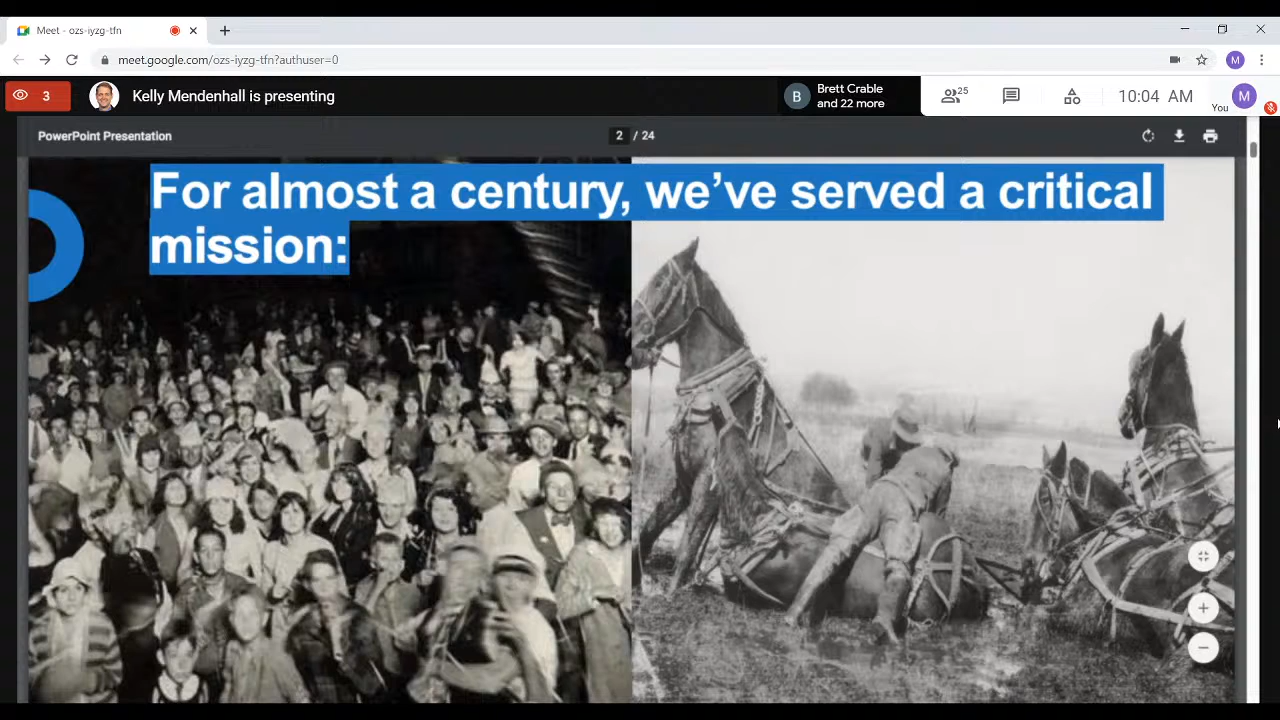 Meet - ozs-iyzg-tfn
meet.google.com/ozs-iyzg-tfn?authuser=0
M
3
Kelly Mendenhall is presenting
B
Brett Crable
and 22 more
25
10:04 AM
You
M
PowerPoint Presentation
2 / 24
For almost a century, we've served a critical
mission: